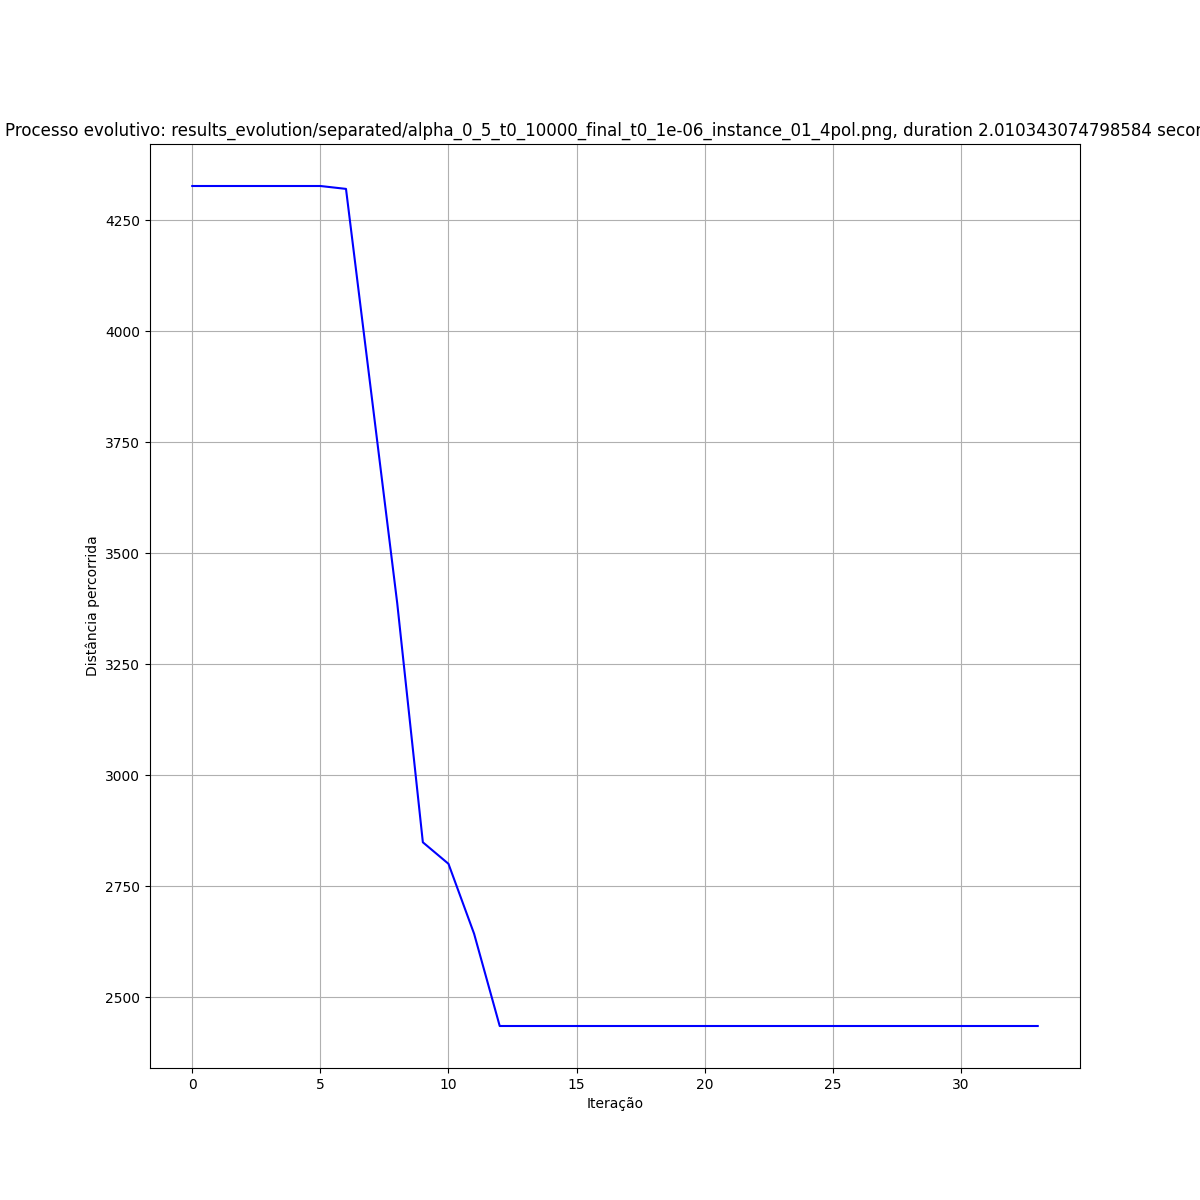 Processo evolutivo: results_evolution/separated/alpha_0_5_t0_10000_final_t0_1e-06_instance_01_4pol.png, duration 2.010343074798584
4250
4000
3750
3500
3250
3000
2750
2500
Distância percorrida
0 5 10 15 20 25 30
Iteração